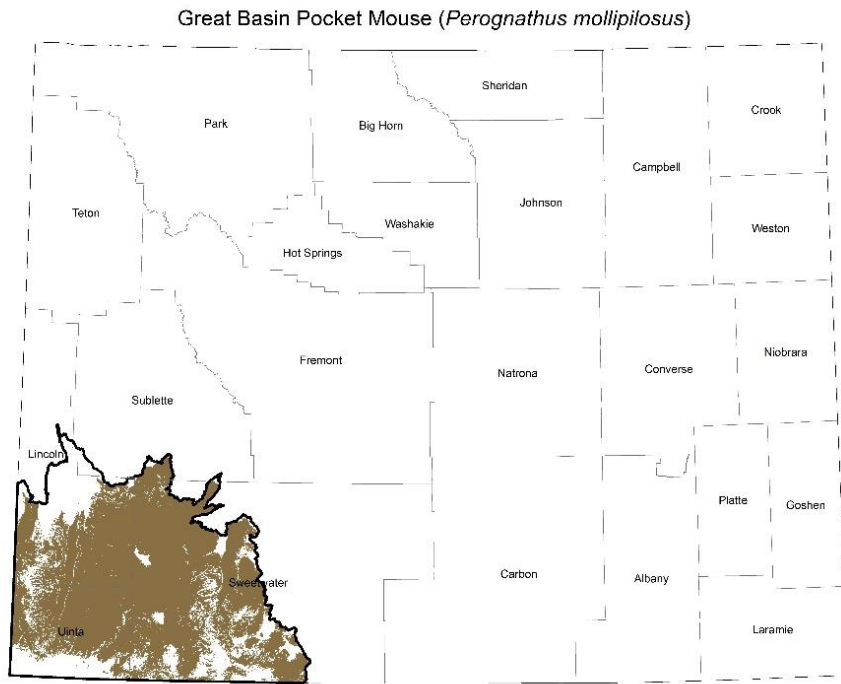 Great Basin Pocket Mouse (Perognathus mollipilosus)
Sheridan
Park
Big Horn
Crook
Campbell
Teton
Johnson
Washakie
Weston
Hot Springs
Fremont
Niobrara
Natrona
Converse
Sublette
Lincoln
Platte
Goshen
Carbon
Albany
Sweetwater
Uinta
Laramie